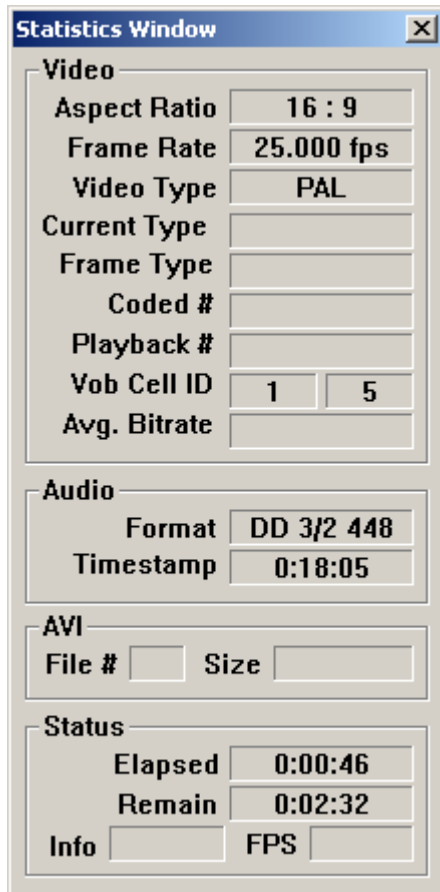 Statistics Window
Video
Aspect Ratio 16 : 9
Frame Rate 25.000 fps
Video Type PAL
Current Type
Frame Type
Coded #
Playback #
Vob Cell ID 1 5
Avg. Bitrate
Audio
Format DD 3/2 448
Timestamp 0:18:05
AVI
File # Size
Status
Elapsed 0:00:46
Remain 0:02:32
Info FPS